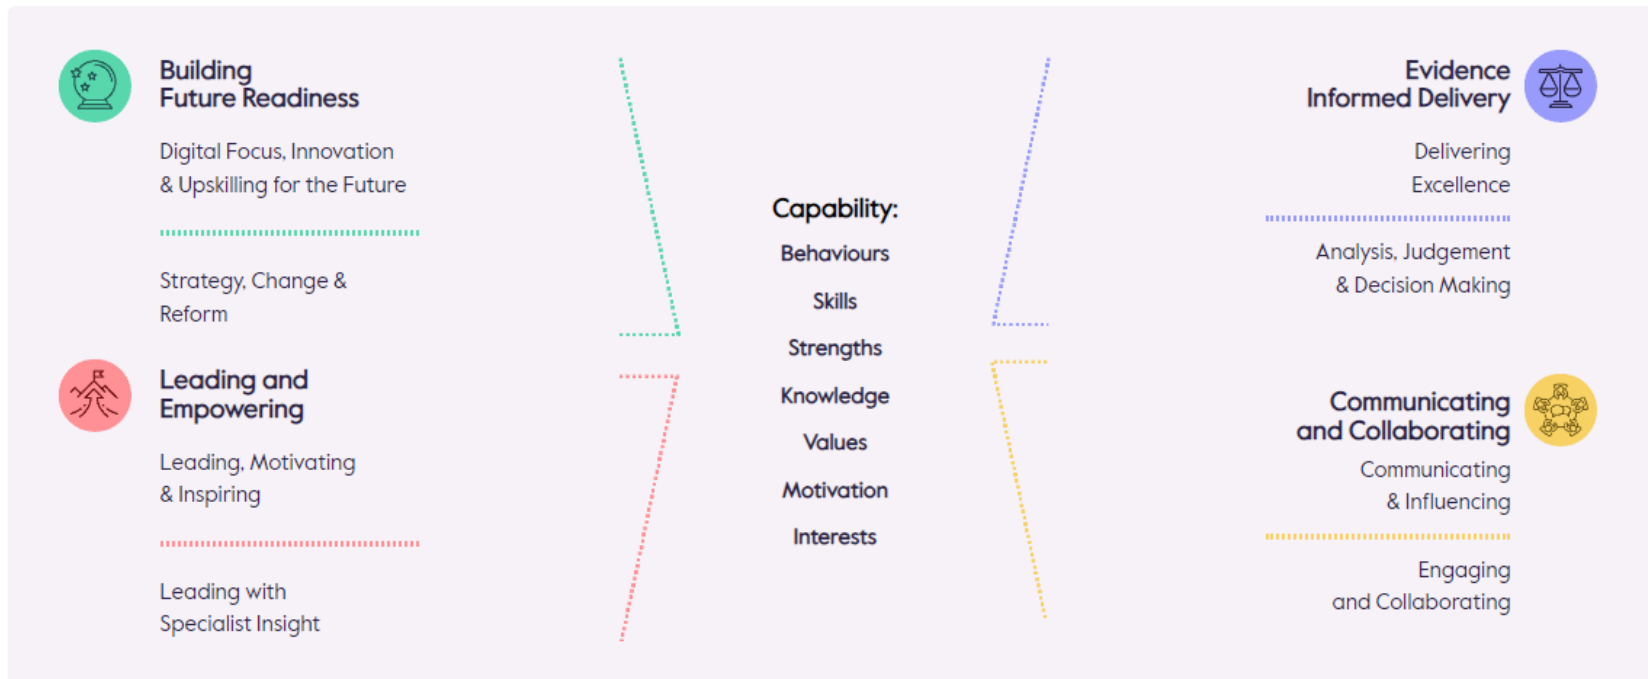 Building
Future Readiness
Digital Focus, Innovation
& Upskilling for the Future
Strategy, Change &
Reform
Leading and
Empowering
Leading, Motivating
& Inspiring
Leading with
Specialist Insight
Capability:
Behaviours
Skills
Strengths
Knowledge
Values
Motivation
Interests
Evidence
Informed Delivery
Delivering
Excellence
Analysis, Judgement
& Decision Making
Communicating
and Collaborating
Communicating
& Influencing
Engaging
and Collaborating